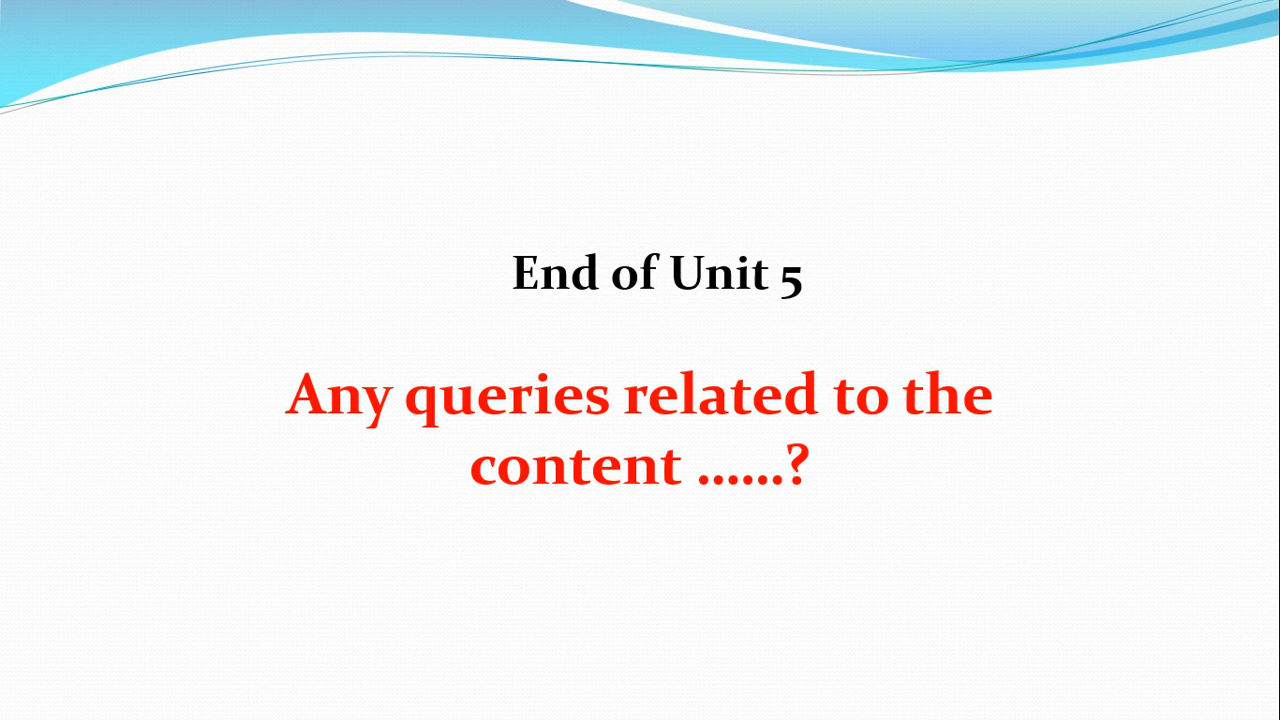 End of Unit 5
Any queries related to the
content ......?